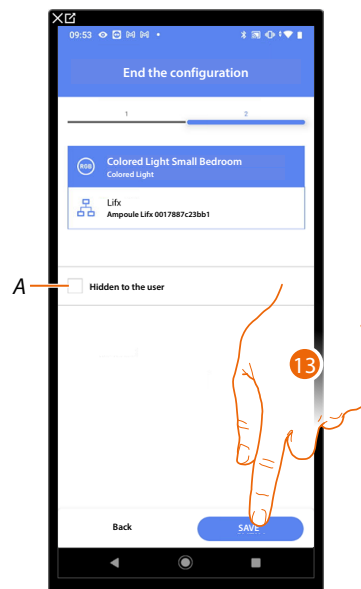 09:53
End the configuration
1 2
RGB
Colored Light Small Bedroom
Colored Light
Lifx
Ampoule Lifx 0017887c23bb1
A
Hidden to the user
13
Back
SAVE